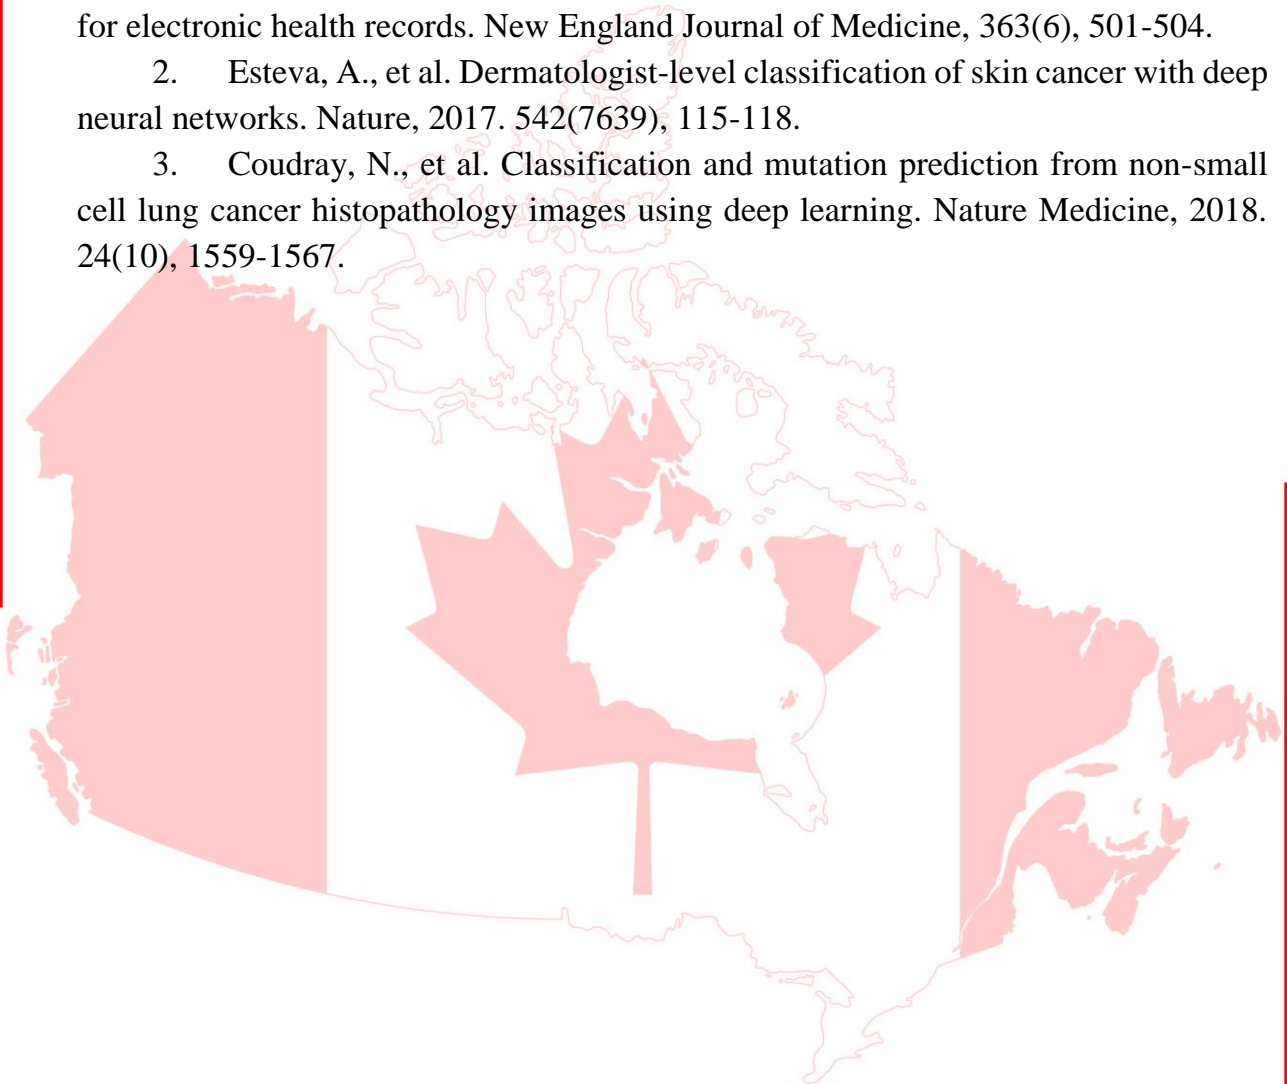 for electronic health records. New England Journal of Medicine, 363(6), 501-504.
2. Esteva, A., et al. Dermatologist-level classification of skin cancer with deep
neural networks. Nature, 2017. 542(7639), 115-118.
3. Coudray, N., et al. Classification and mutation prediction from non-small
cell lung cancer histopathology images using deep learning. Nature Medicine, 2018.
24(10), 1559-1567.